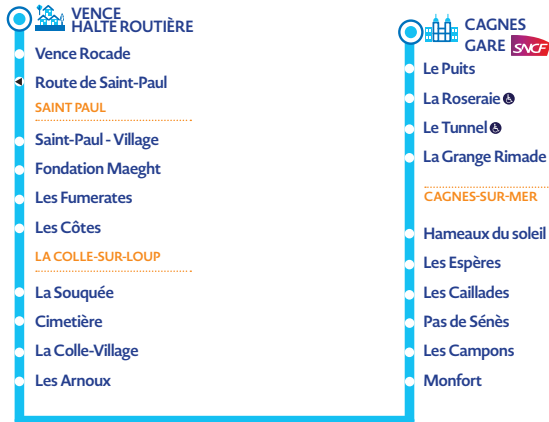 VENCE
HALTE ROUTIÈRE
Vence Rocade
Route de Saint-Paul
SAINT PAUL
Saint-Paul - Village
Fondation Maeght
Les Fumerates
Les Côtes
LA COLLE-SUR-LOUP
La Souquée
Cimetière
La Colle-Village
Les Arnoux
CAGNES
GARE SNCF
Le Puits
La Roseraie
Le Tunnel
La Grange Rimade
CAGNES-SUR-MER
Hameaux du soleil
Les Espères
Les Caillades
Pas de Sénès
Les Campons
Monfort